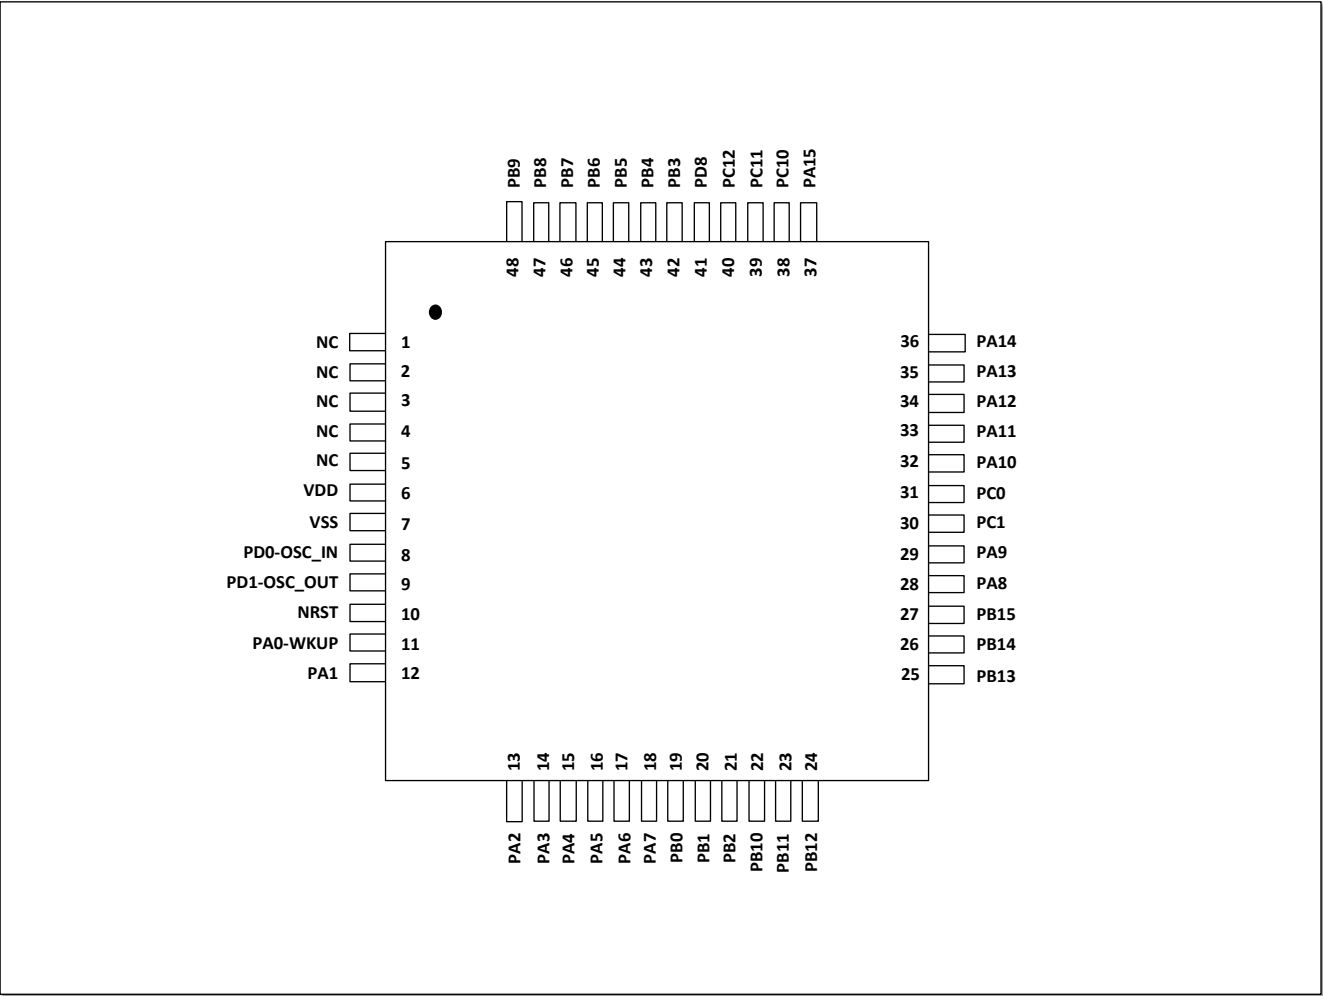 PB9 PB8 PB7 PB6 PB5 PB4 PB3 PD8 PC12 PC11 PC10 PA15
48 47 46 45 44 43 42 41 40 39 38 37
NC 1 36 PA14
NC 2 35 PA13
NC 3 34 PA12
NC 4 33 PA11
NC 5 32 PA10
VDD 6 31 PC0
VSS 7 30 PC1
PD0-OSC_IN 8 29 PA9
PD1-OSC_OUT 9 28 PA8
NRST 10 27 PB15
PA0-WKUP 11 26 PB14
PA1 12 25 PB13
13 14 15 16 17 18 19 20 21 22 23 24
PA2 PA3 PA4 PA5 PA6 PA7 PB0 PB1 PB2 PB10 PB11 PB12